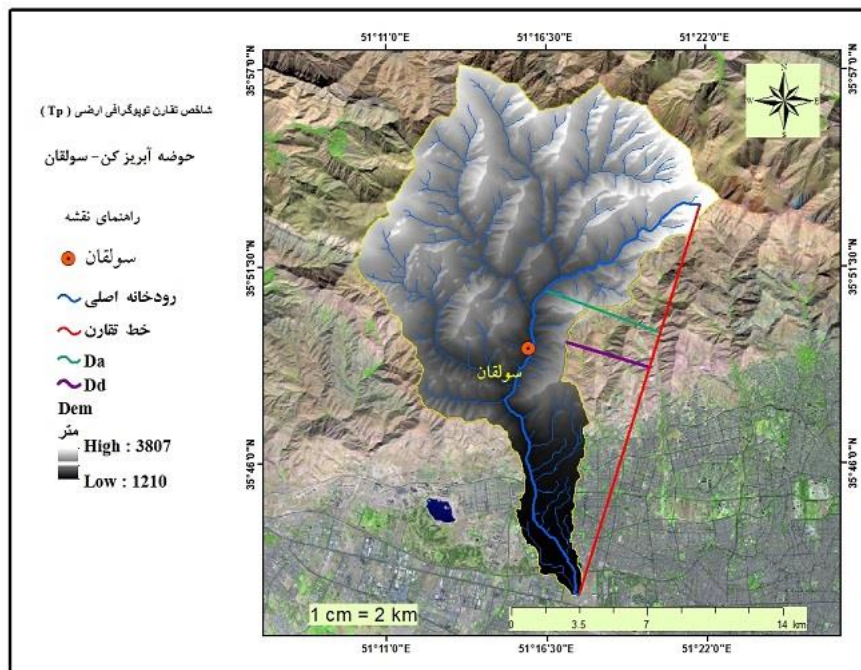 شاخص تقارن توپوگرافی ارضی ( Tp )
حوضه آبریز کن - سولقان
راهنمای نقشه
سولقان
رودخانه اصلی
خط تقارن
Da
Dd
Dem
متر
High : 3807
Low : 1210
51°11'0"E 51°16'30"E 51°22'0"E
35°57'0"N 35°57'0"N
35°51'30"N 35°51'30"N
35°46'0"N 35°46'0"N
N
W E
S
سولقان
1 cm = 2 km
0 3.5 7 14 km
51°11'0"E 51°16'30"E 51°22'0"E